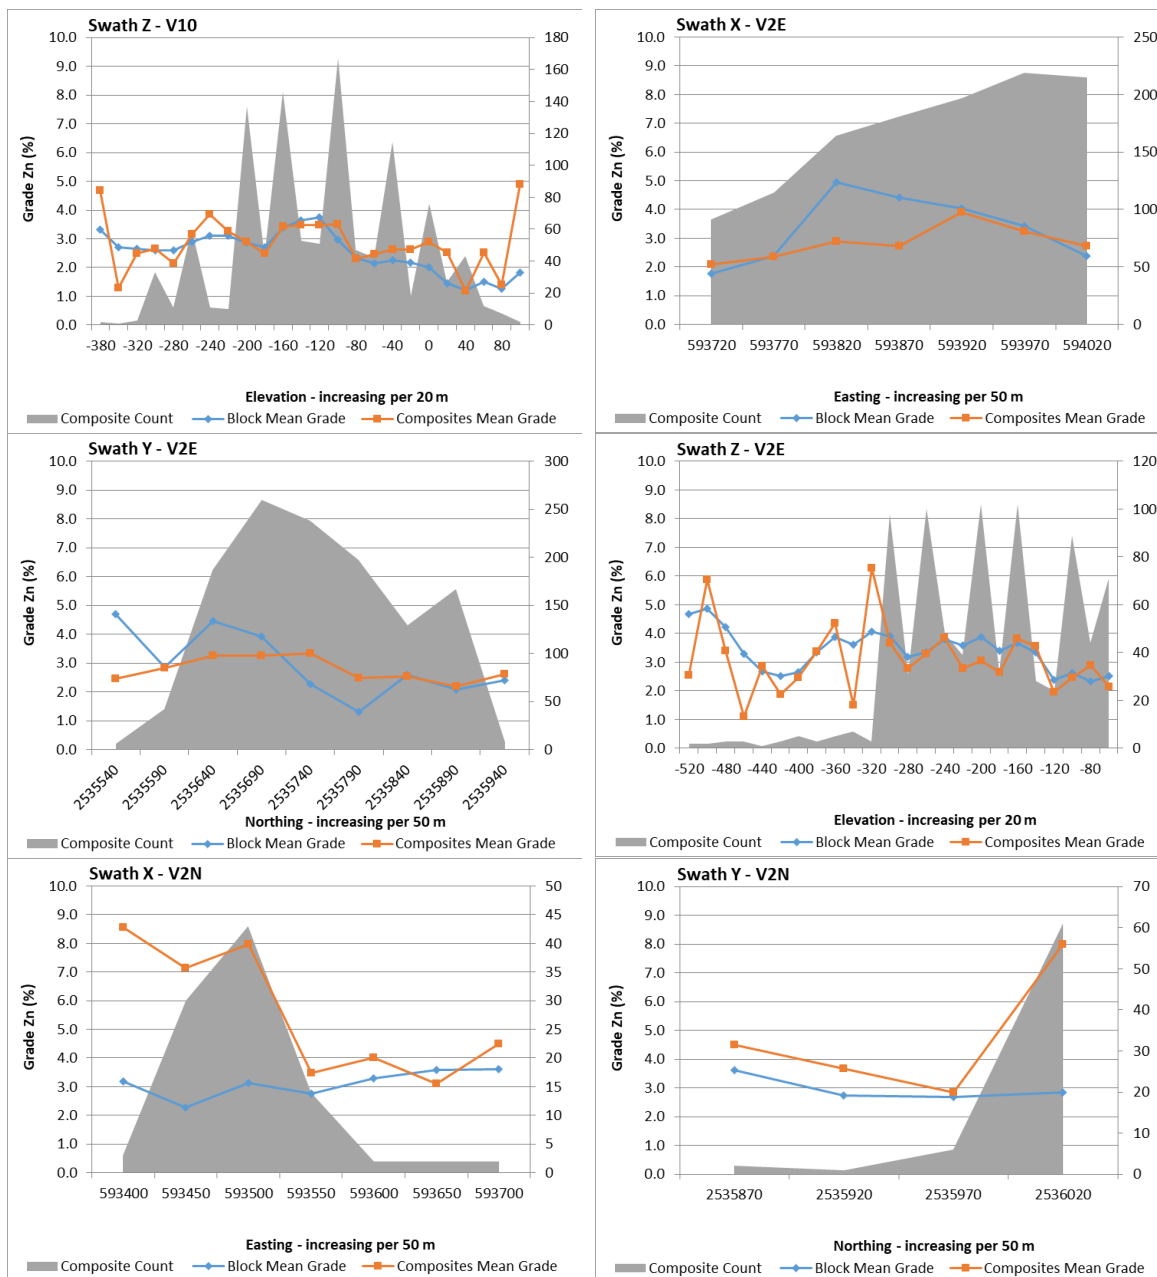 Swath Z - V10
10.0 9.0 8.0 7.0 6.0 5.0 4.0 3.0 2.0 1.0 0.0
Grade Zn (%)
180 160 140 120 100 80 60 40 20 0
-380 -320 -280 -240 -200 -160 -120 -80 -40 0 40 80
Elevation - increasing per 20 m
Composite Count Block Mean Grade Composites Mean Grade
Swath X - V2E
10.0 9.0 8.0 7.0 6.0 5.0 4.0 3.0 2.0 1.0 0.0
Grade Zn (%)
250 200 150 100 50 0
593720 593770 593820 593870 593920 593970 594020
Easting - increasing per 50 m
Composite Count Block Mean Grade Composites Mean Grade
Swath Y - V2E
10.0 9.0 8.0 7.0 6.0 5.0 4.0 3.0 2.0 1.0 0.0
Grade Zn (%)
300 250 200 150 100 50 0
2535540 2535590 2535640 2535690 2535740 2535790 2535840 2535890 2535940
Northing - increasing per 50 m
Composite Count Block Mean Grade Composites Mean Grade
Swath Z - V2E
10.0 9.0 8.0 7.0 6.0 5.0 4.0 3.0 2.0 1.0 0.0
Grade Zn (%)
120 100 80 60 40 20 0
-520 -480 -440 -400 -360 -320 -280 -240 -200 -160 -120 -80
Elevation - increasing per 20 m
Composite Count Block Mean Grade Composites Mean Grade
Swath X - V2N
10.0 9.0 8.0 7.0 6.0 5.0 4.0 3.0 2.0 1.0 0.0
Grade Zn (%)
50 45 40 35 30 25 20 15 10 5 0
593400 593450 593500 593550 593600 593650 593700
Easting - increasing per 50 m
Composite Count Block Mean Grade Composites Mean Grade
Swath Y - V2N
10.0 9.0 8.0 7.0 6.0 5.0 4.0 3.0 2.0 1.0 0.0
Grade Zn (%)
70 60 50 40 30 20 10 0
2535870 2535920 2535970 2536020
Northing - increasing per 50 m
Composite Count Block Mean Grade Composites Mean Grade